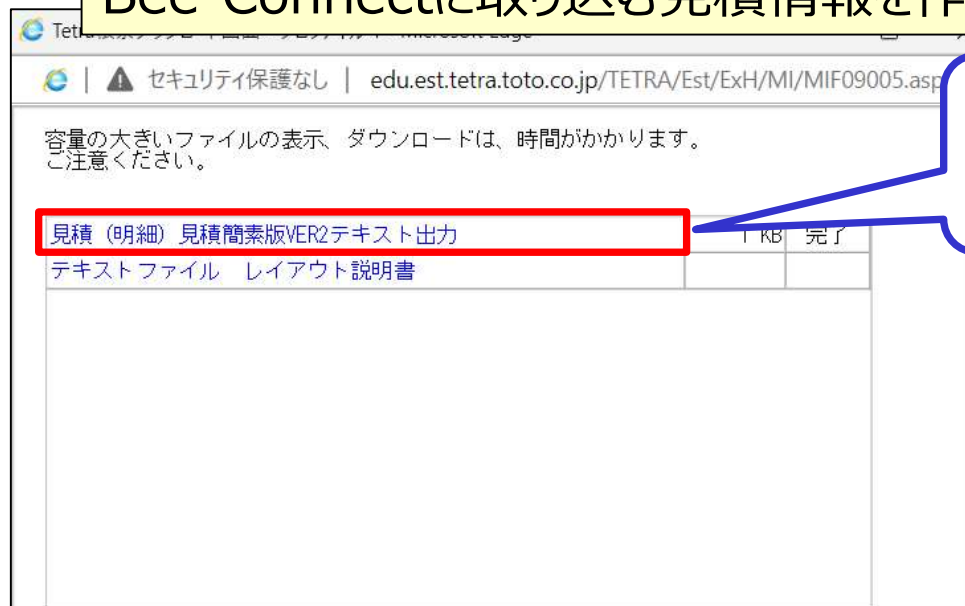 Bee-Connectに取り込む見積情報を作
セキュリティ保護なし | edu.est.tetra.toto.co.jp/TETRA/Est/ExH/MI/MIF09005.asp
容量の大きいファイルの表示、ダウンロードは、時間がかかります。
ご注意ください。
見積（明細）見積簡素版VER2テキスト出力 1 KB 完了
テキストファイル　レイアウト説明書